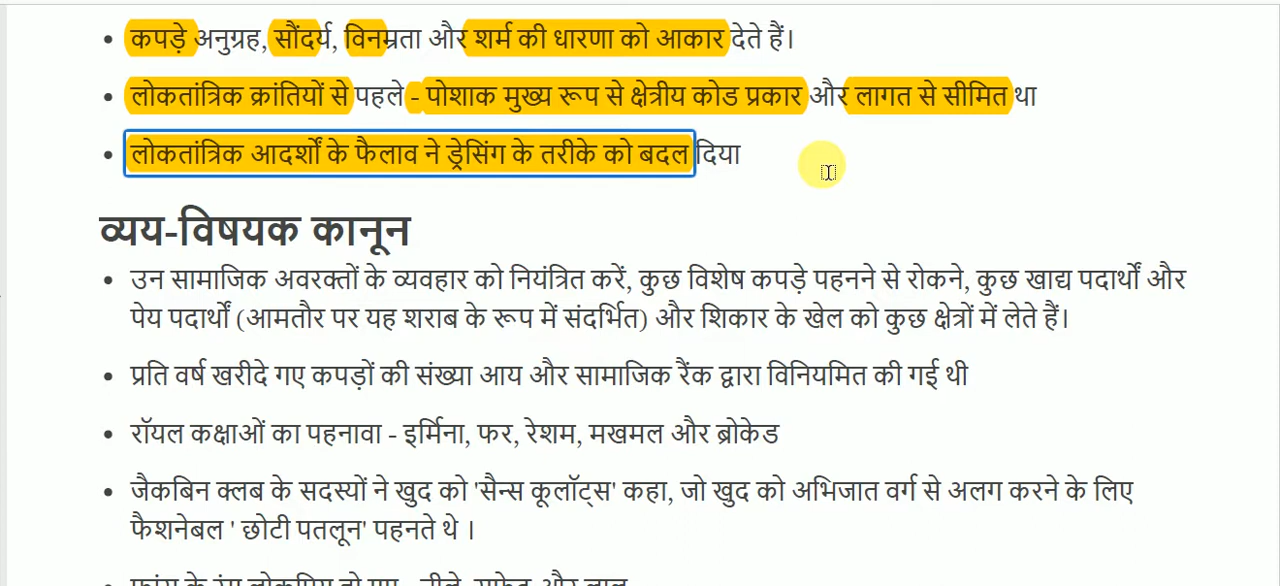 • कपड़े अनुग्रह, सौंदर्य, विनम्रता और शर्म की धारणा को आकार देते हैं।
• लोकतांत्रिक क्रांतियों से पहले - पोशाक मुख्य रूप से क्षेत्रीय कोड प्रकार और लागत से सीमित था
• लोकतांत्रिक आदर्शों के फैलाव ने ड्रेसिंग के तरीके को बदल दिया
व्यय-विषयक कानून
• उन सामाजिक अवरक्तों के व्यवहार को नियंत्रित करें, कुछ विशेष कपड़े पहनने से रोकने, कुछ खाद्य पदार्थों और
पेय पदार्थों (आमतौर पर यह शराब के रूप में संदर्भित) और शिकार के खेल को कुछ क्षेत्रों में लेते हैं।
• प्रति वर्ष खरीदे गए कपड़ों की संख्या आय और सामाजिक रैंक द्वारा विनियमित की गई थी
• रॉयल कक्षाओं का पहनावा - इर्मिना, फर, रेशम, मखमल और ब्रोकेड
• जैकबिन क्लब के सदस्यों ने खुद को 'सैन्स कूलॉट्स' कहा, जो खुद को अभिजात वर्ग से अलग करने के लिए
फैशनेबल ' छोटी पतलून' पहनते थे ।